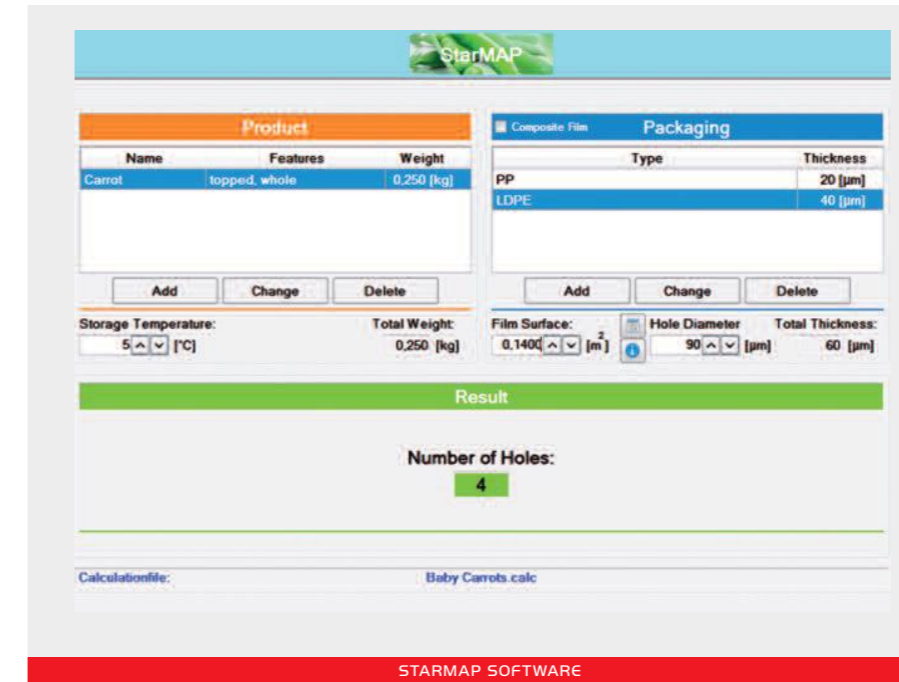 StarMAP
Product
Name Features Weight
Carrot topped, whole 0,250 [kg]
Add Change Delete
Storage Temperature: Total Weight:
5 [°C] 0,250 [kg]
Composite Film Packaging
Type Thickness
PP 20 [µm]
LDPE 40 [µm]
Add Change Delete
Film Surface: Hole Diameter Total Thickness:
0,1400 [m²] 90 [µm] 60 [µm]
Result
Number of Holes:
4
Calculationfile: Baby Carrots.calc
STARMAP SOFTWARE